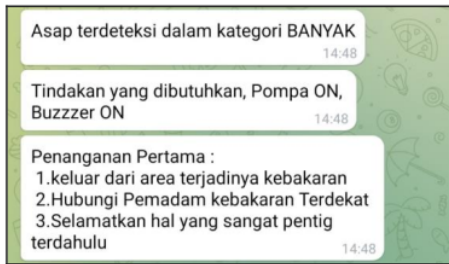 Asap terdeteksi dalam kategori BANYAK
14:48
Tindakan yang dibutuhkan, Pompa ON,
Buzzzer ON
14:48
Penanganan Pertama :
1.keluar dari area terjadinya kebakaran
2.Hubungi Pemadam kebakaran Terdekat
3.Selamatkan hal yang sangat pentig
terdahulu
14:48